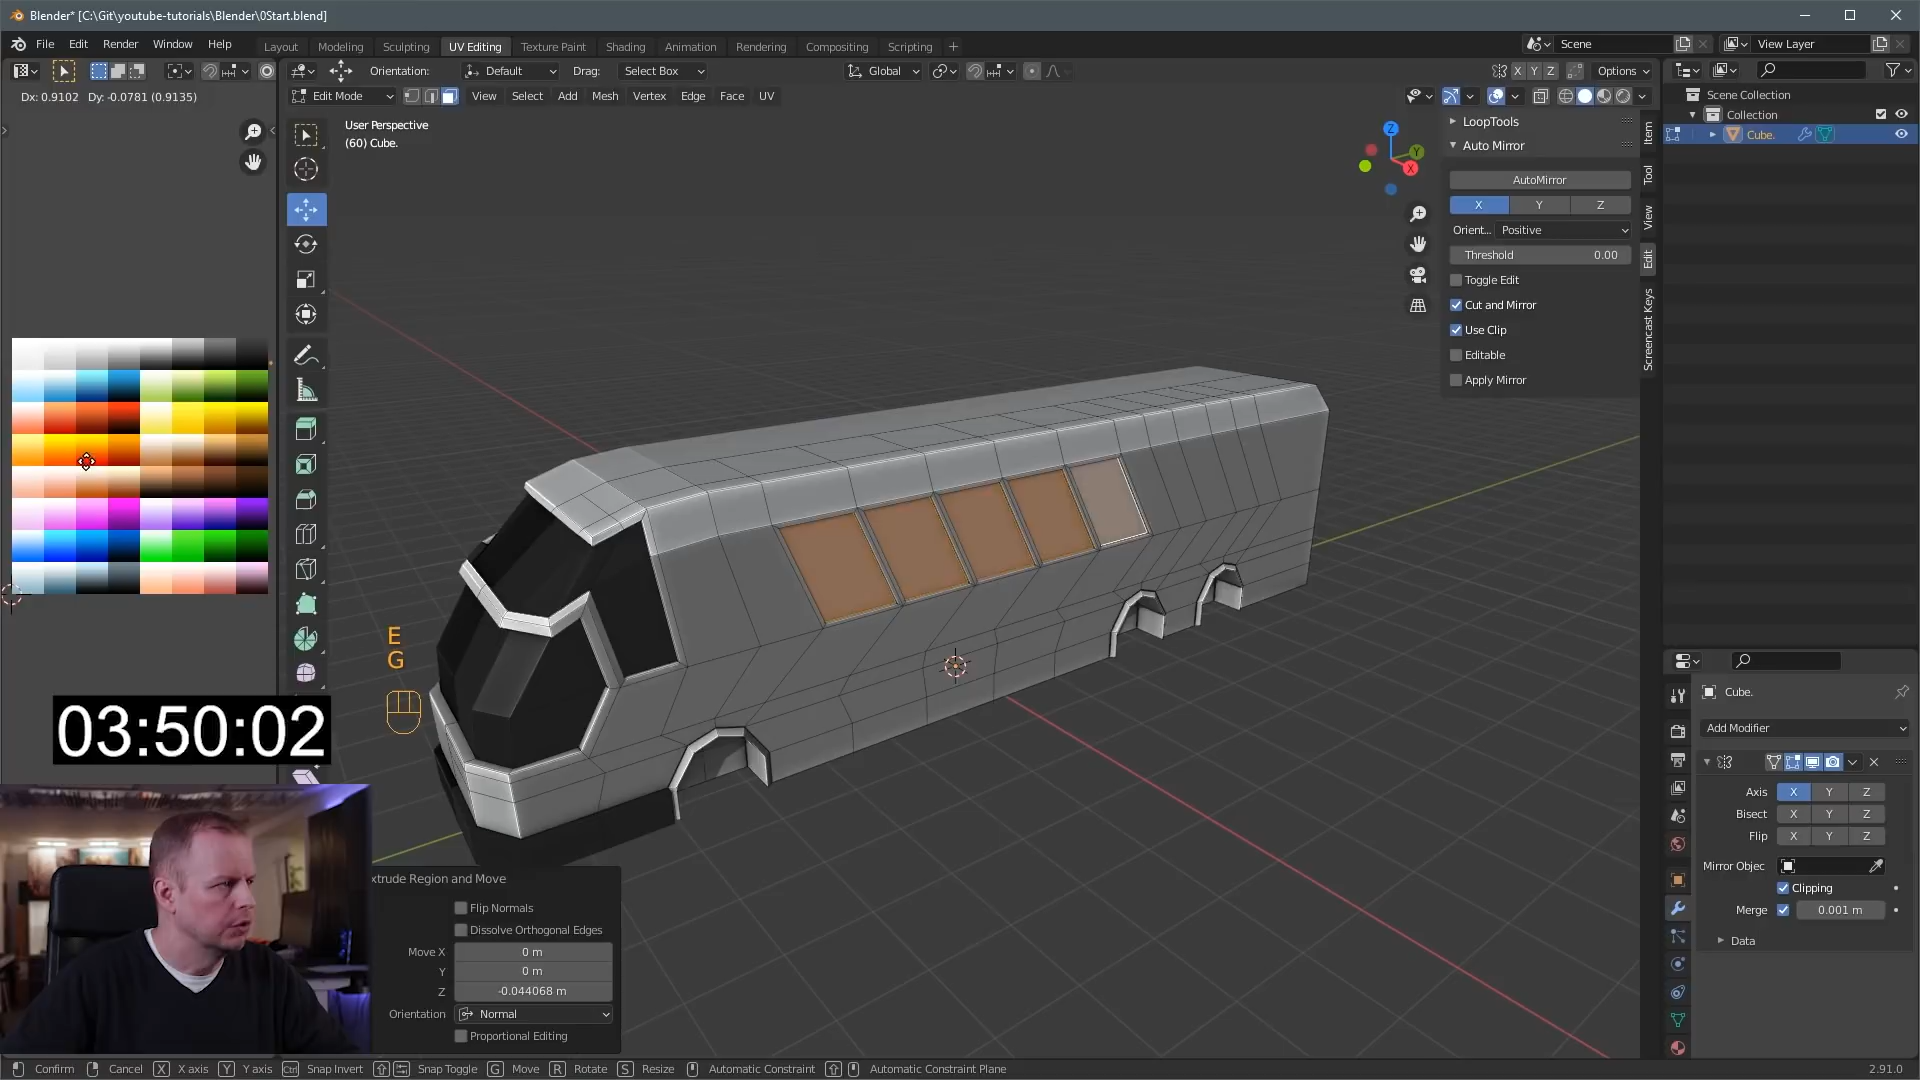 Blender* [C:\Git\youtube-tutorials\Blender\0Start.blend]
File Edit Render Window Help
Layout Modeling Sculpting UV Editing Texture Paint Shading Animation Rendering Compositing Scripting +
Scene
View Layer
Orientation: Default Drag: Select Box
Global
X Y Z Options
Dx: 0.9102 Dy: -0.0781 (0.9135)
Edit Mode View Select Add Mesh Vertex Edge Face UV
User Perspective
(60) Cube.
Z
Y
X
LoopTools
Auto Mirror
AutoMirror
X Y Z
Orient... Positive
Threshold 0.00
Toggle Edit
Cut and Mirror
Use Clip
Editable
Apply Mirror
Item
Tool
View
Edit
Screencast Keys
Scene Collection
Collection
Cube.
E
G
03:50:02
xtrude Region and Move
Flip Normals
Dissolve Orthogonal Edges
Move X 0 m
Y 0 m
Z -0.044068 m
Orientation Normal
Proportional Editing
Cube.
Add Modifier
Axis X Y Z
Bisect X Y Z
Flip X Y Z
Mirror Objec
Clipping
Merge 0.001 m
Data
Confirm Cancel X X axis Y Y axis Ctrl Snap Invert Snap Toggle G Move R Rotate S Resize Automatic Constraint Automatic Constraint Plane
2.91.0